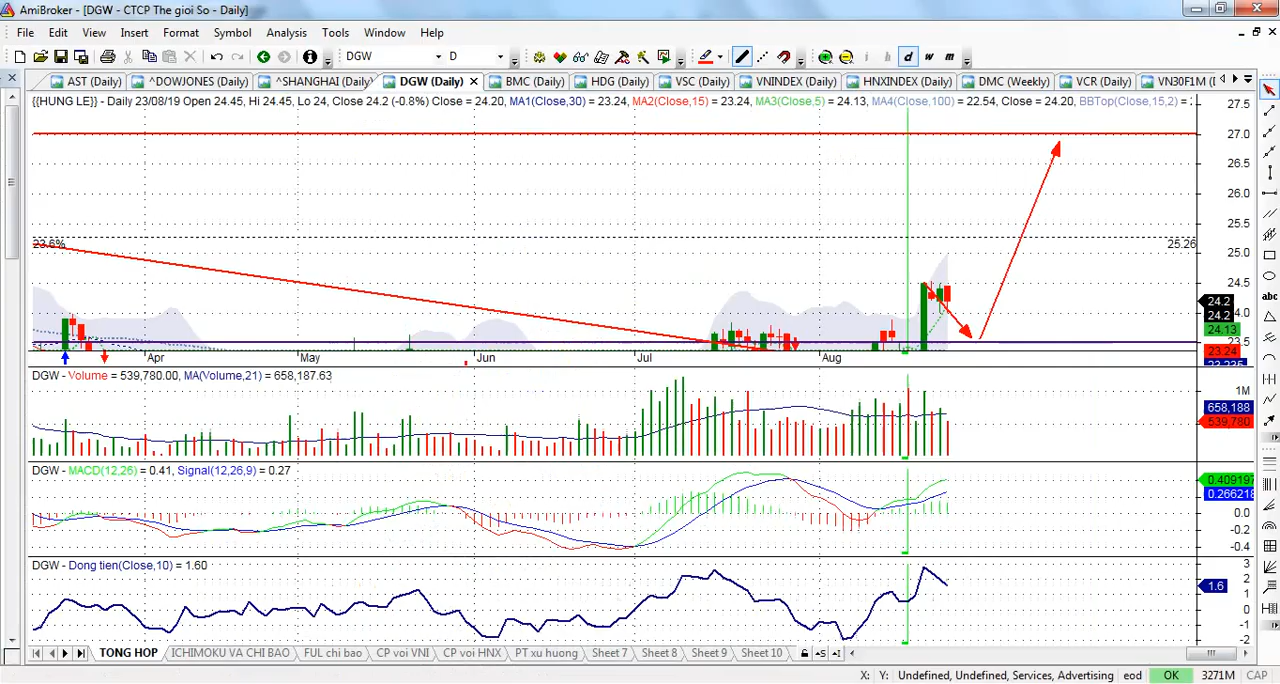 AmiBroker - [DGW - CTCP The gioi So - Daily]
File Edit View Insert Format Symbol Analysis Tools Window Help
DGW D i h d w m
AST (Daily) ^DOWJONES (Daily) ^SHANGHAI (Daily) DGW (Daily) BMC (Daily) HDG (Daily) VSC (Daily) VNINDEX (Daily) HNXINDEX (Daily) DMC (Weekly) VCR (Daily) VN30F1M (D
{{HUNG LE}} - Daily 23/08/19 Open 24.45, Hi 24.45, Lo 24, Close 24.2 (-0.8%) Close = 24.20, MA1(Close,30) = 23.24, MA2(Close,15) = 23.24, MA3(Close,5) = 24.13, MA4(Close,100) = 22.54, Close = 24.20, BBTop(Close,15,2) =
27.5
27.0
26.5
26.0
25.5
23.6% 25.26
25.0
24.5
24.2
24.0
24.2
24.13
23.5
23.24
Apr May Jun Jul Aug
DGW - Volume = 539,780.00, MA(Volume,21) = 658,187.63
1M
658,188
539,780
DGW - MACD(12,26) = 0.41, Signal(12,26,9) = 0.27
0.409197
0.266218
0.0
-0.2
-0.4
DGW - Dong tien(Close,10) = 1.60
3
2
1.6
1
0
-1
-2
TONG HOP ICHIMOKU VA CHI BAO FUL chi bao CP voi VNI CP voi HNX PT xu huong Sheet 7 Sheet 8 Sheet 9 Sheet 10
X: Y: Undefined, Undefined, Services, Advertising eod OK 3271M CAP
abc